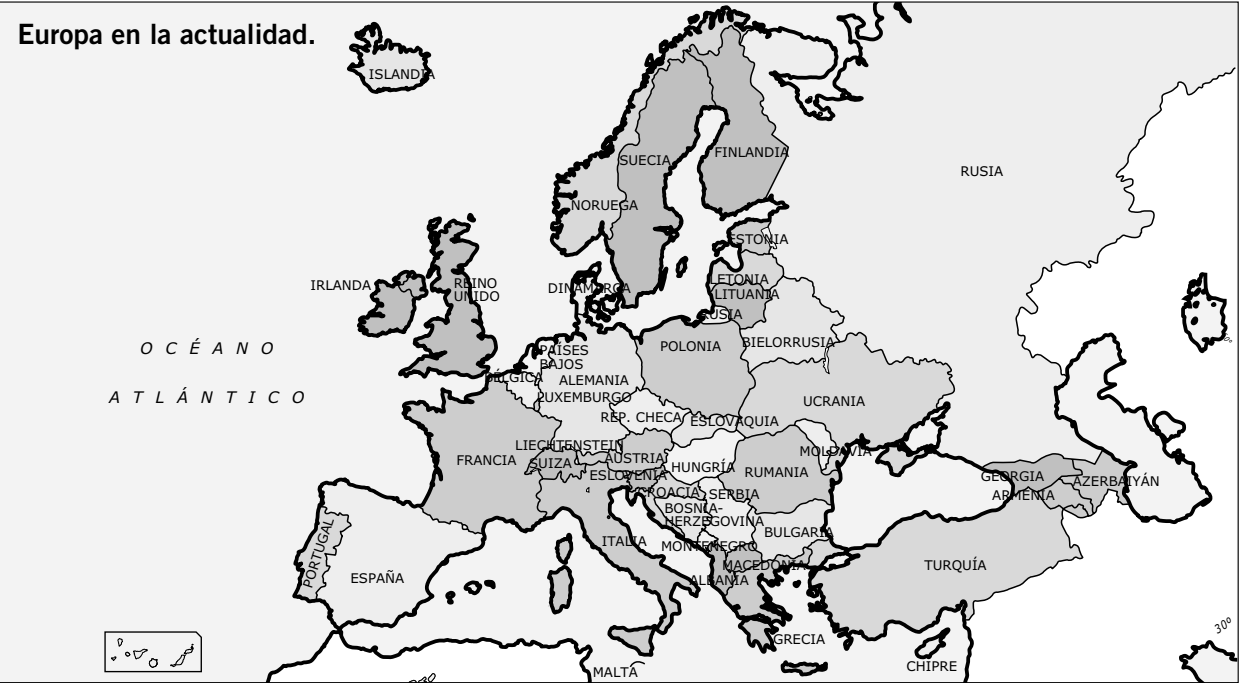 Europa en la actualidad.
ISLANDIA
SUECIA
FINLANDIA
RUSIA
NORUEGA
ESTONIA
IRLANDA
REINO
UNIDO
DINAMARCA
LETONIA
LITUANIA
RUSIA
OCÉANO
ATLÁNTICO
PAÍSES
BAJOS
POLONIA
BIELORRUSIA
BÉLGICA
ALEMANIA
LUXEMBURGO
UCRANIA
REP. CHECA
ESLOVAQUIA
LIECHTENSTEIN
FRANCIA
SUIZA
AUSTRIA
MOLDAVIA
HUNGRÍA
RUMANIA
ESLOVENIA
GEORGIA
AZERBAIYÁN
ARMENIA
CROACIA
SERBIA
BOSNIA-
HERZEGOVINA
PORTUGAL
ITALIA
BULGARIA
MONTENEGRO
MACEDONIA
TURQUÍA
ESPAÑA
ALBANIA
GRECIA
CHIPRE
MALTA
30º